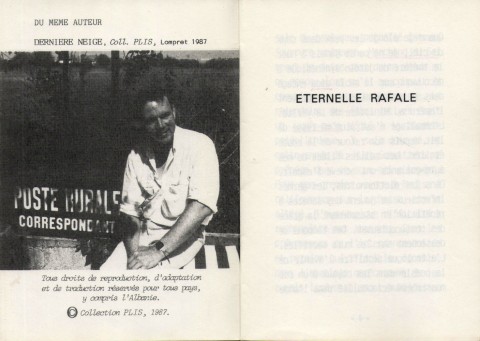 DU MEME AUTEUR
DERNIERE NEIGE, Coll. PLIS, Lompret 1987
POSTE RURALE
CORRESPONDANT
Tous droits de reproduction, d'adaptation
et de traduction réservés pour tous pays,
y compris l'Albanie.
© Collection PLIS, 1987.
ETERNELLE RAFALE